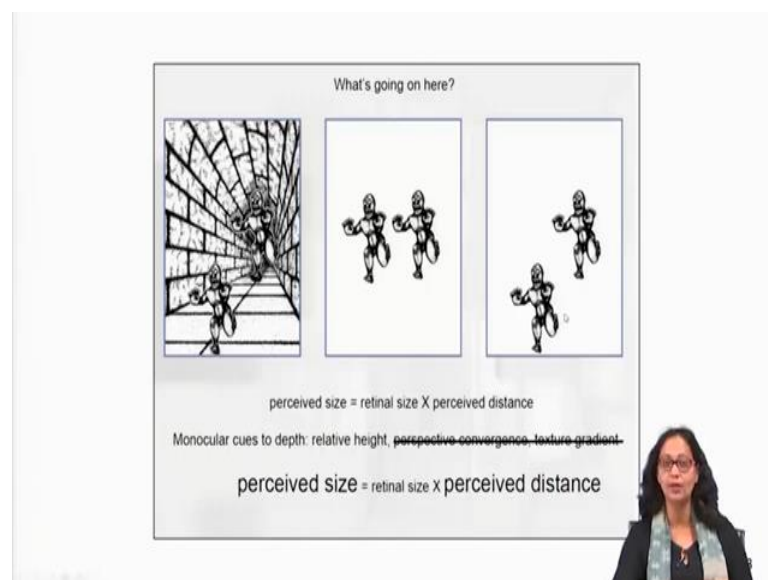 What's going on here?
perceived size = retinal size X perceived distance
Monocular cues to depth: relative height, perspective convergence, texture gradient
perceived size = retinal size X perceived distance